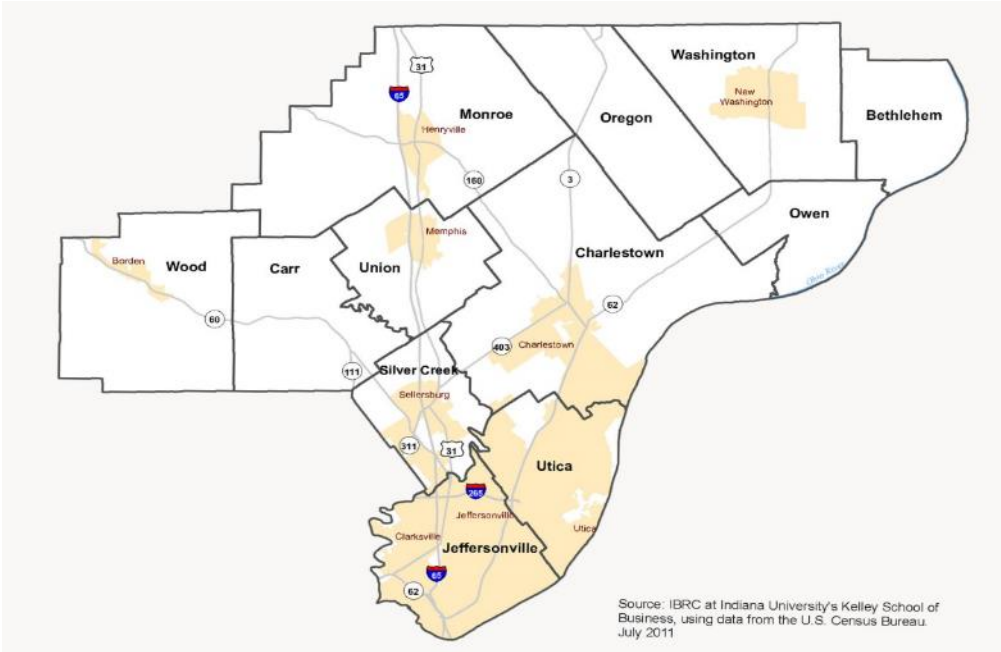 31
Washington
65
New
Washington
Monroe
Oregon
Bethlehem
Henryville
160
3
Owen
Memphis
Charlestown
Borden
Wood
Carr
Union
Ohio River
62
60
403
Charlestown
111
Silver Creek
Sellersburg
311
31
Utica
265
Jeffersonville
Utica
Clarksville
Jeffersonville
65
62
Source: IBRC at Indiana University's Kelley School of
Business, using data from the U.S. Census Bureau.
July 2011